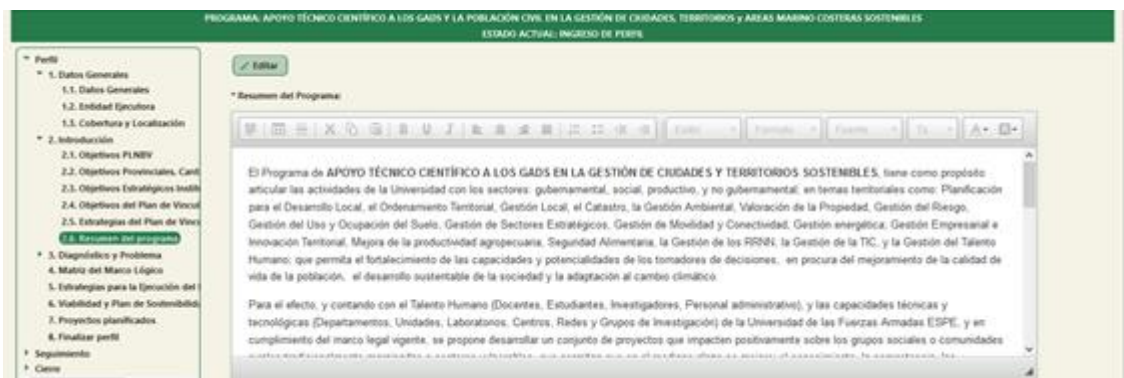 PROGRAMA: APOYO TÉCNICO CIENTÍFICO A LOS GADS Y LA POBLACIÓN CIVIL EN LA GESTIÓN DE CIUDADES, TERRITORIOS y AREAS MARINO COSTERAS SOSTENIBLES
ESTADO ACTUAL: INGRESO DE PERFIL
Perfil
1. Datos Generales
1.1. Datos Generales
1.2. Entidad Ejecutora
1.3. Cobertura y Localización
2. Introducción
2.1. Objetivos PLNBV
2.2. Objetivos Provinciales, Cant
2.3. Objetivos Estratégicos Instit
2.4. Objetivos del Plan de Vincul
2.5. Estrategias del Plan de Vincu
2.6. Resumen del programa
3. Diagnóstico y Problema
4. Matriz del Marco Lógico
5. Estrategias para la Ejecución del
6. Viabilidad y Plan de Sostenibilida
7. Proyectos planificados
8. Finalizar perfil
Seguimiento
Cierre
Editar
* Resumen del Programa:
Estilo Formato Fuente Ta
El Programa de APOYO TÉCNICO CIENTÍFICO A LOS GADS EN LA GESTIÓN DE CIUDADES Y TERRITORIOS SOSTENIBLES, tiene como propósito
articular las actividades de la Universidad con los sectores: gubernamental, social, productivo, y no gubernamental; en temas territoriales como: Planificación
para el Desarrollo Local, el Ordenamiento Territorial, Gestión Local, el Catastro, la Gestión Ambiental, Valoración de la Propiedad, Gestión del Riesgo,
Gestión del Uso y Ocupación del Suelo, Gestión de Sectores Estratégicos, Gestión de Movilidad y Conectividad, Gestión energética; Gestión Empresarial e
Innovación Territorial, Mejora de la productividad agropecuaria, Seguridad Alimentaria, la Gestión de los RRNN, la Gestión de la TIC, y la Gestión del Talento
Humano; que permita el fortalecimiento de las capacidades y potencialidades de los tomadores de decisiones, en procura del mejoramiento de la calidad de
vida de la población, el desarrollo sustentable de la sociedad y la adaptación al cambio climático.
Para el efecto, y contando con el Talento Humano (Docentes, Estudiantes, Investigadores, Personal administrativo), y las capacidades técnicas y
tecnológicas (Departamentos, Unidades, Laboratorios, Centros, Redes y Grupos de Investigación) de la Universidad de las Fuerzas Armadas ESPE, y en
cumplimiento del marco legal vigente, se propone desarrollar un conjunto de proyectos que impacten positivamente sobre los grupos sociales o comunidades